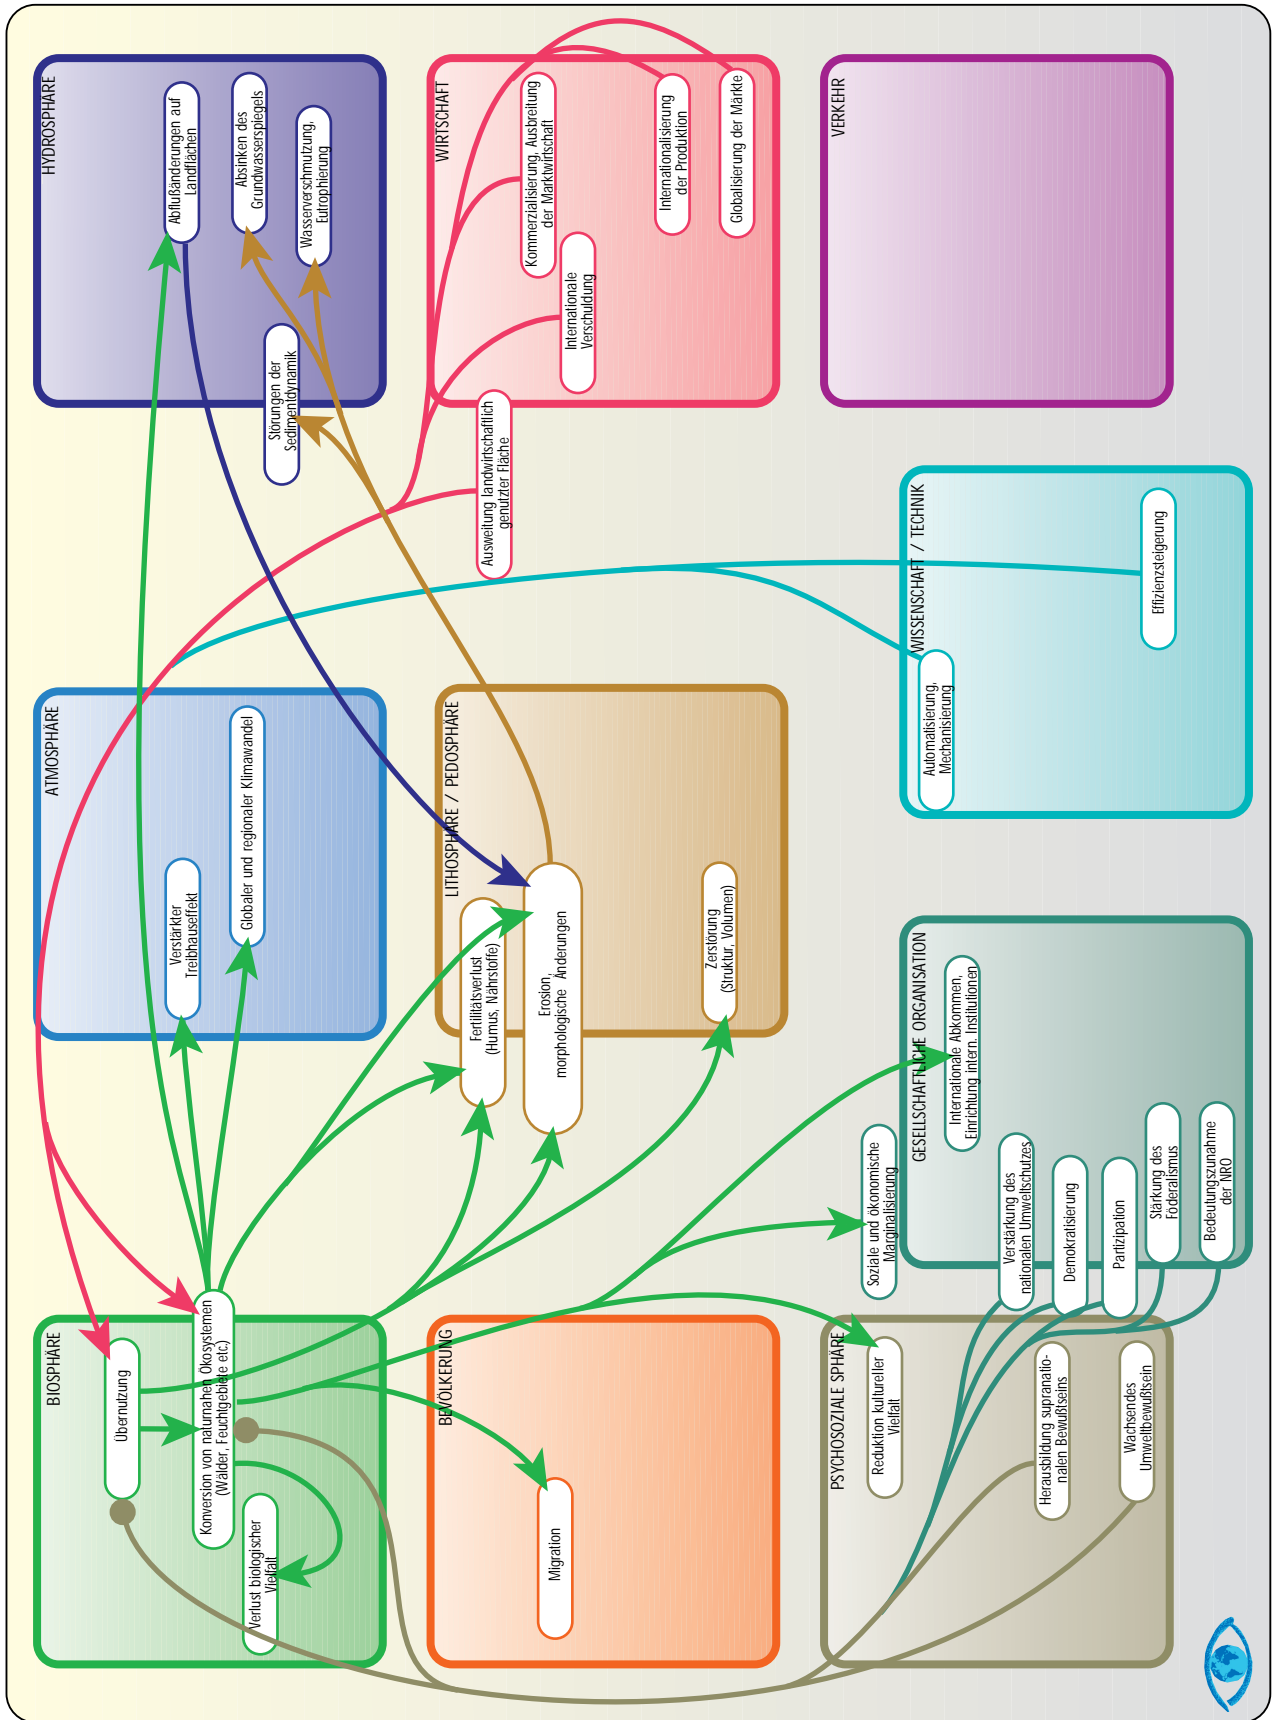 BIOSPHÄRE
Übernutzung
Konversion von naturnahen Ökosystemen
(Wälder, Feuchtgebiete etc.)
Verlust biologischer
Vielfalt
ATMOSPHÄRE
Verstärkter
Treibhauseffekt
Globaler und regionaler Klimawandel
HYDROSPHÄRE
Abflußänderungen auf
Landflächen
Absinken des
Grundwasserspiegels
Wasserverschmutzung,
Eutrophierung
Störungen der
Sedimentdynamik
BEVÖLKERUNG
Migration
LITHOSPHÄRE / PEDOSPHÄRE
Fertilitätsverlust
(Humus, Nährstoffe)
Erosion,
morphologische Änderungen
Zerstörung
(Struktur, Volumen)
WIRTSCHAFT
Kommerzialisierung, Ausbreitung
der Marktwirtschaft
Internationale
Verschuldung
Ausweitung landwirtschaftlich
genutzter Fläche
Internationalisierung
der Produktion
Globalisierung der Märkte
PSYCHOSOZIALE SPHÄRE
Reduktion kultureller
Vielfalt
Herausbildung supranatio-
nalen Bewußtseins
Wachsendes
Umweltbewußtsein
GESELLSCHAFTLICHE ORGANISATION
Soziale und ökonomische
Marginalisierung
Internationale Abkommen,
Einrichtung intern. Institutionen
Verstärkung des
nationalen Umweltschutzes
Demokratisierung
Partizipation
Stärkung des
Föderalismus
Bedeutungszunahme
der NRO
WISSENSCHAFT / TECHNIK
Automatisierung,
Mechanisierung
Effizienzsteigerung
VERKEHR